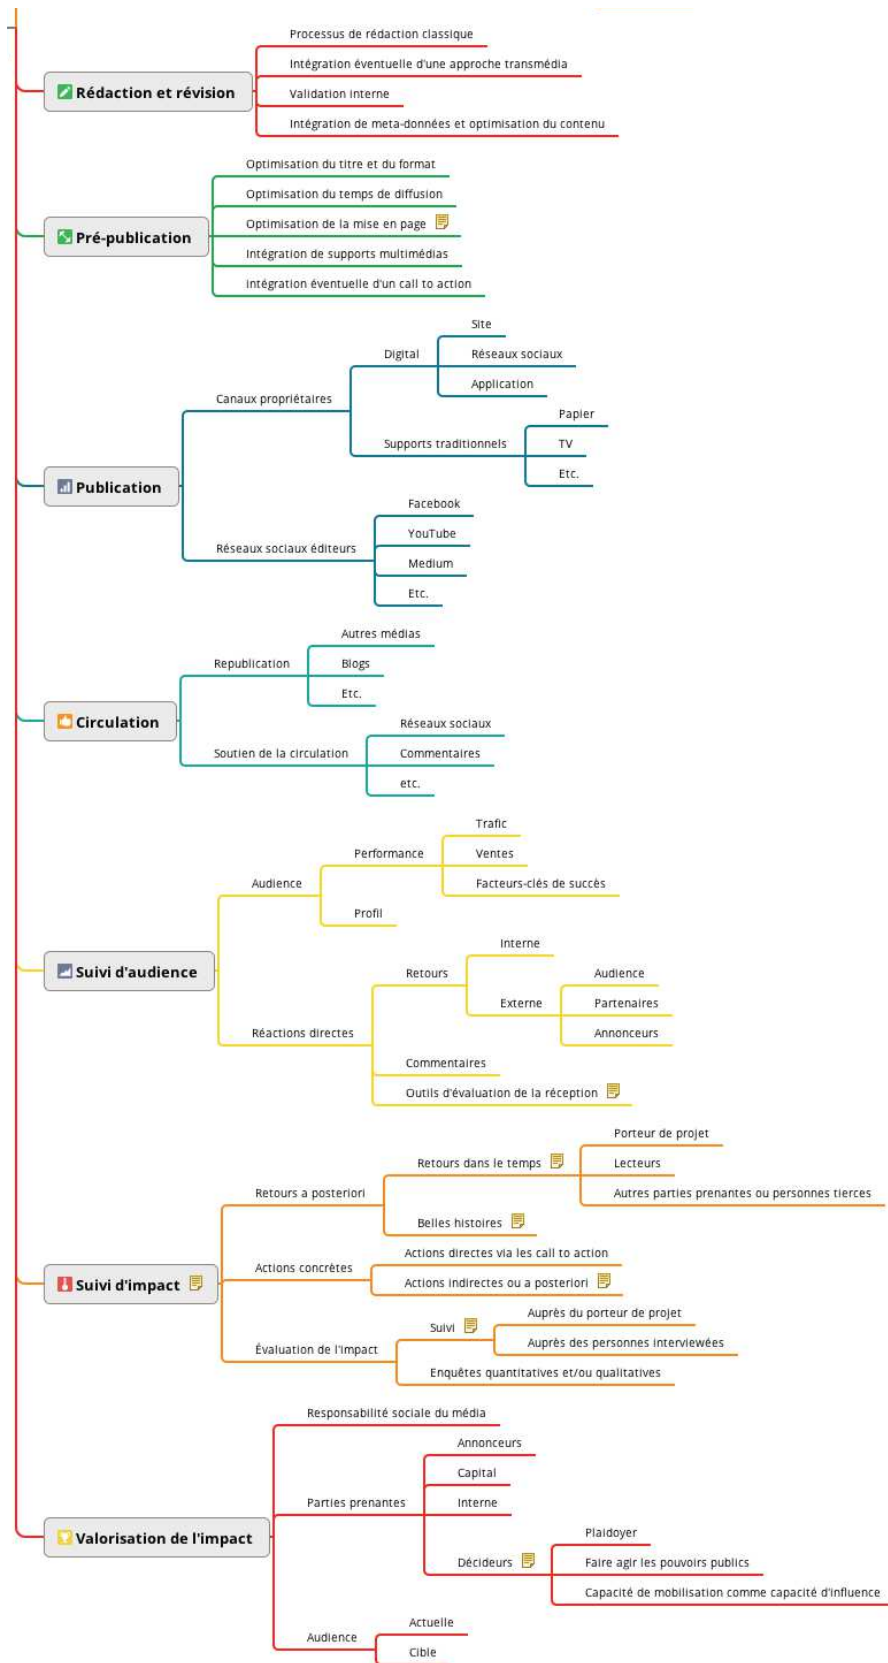 Rédaction et révision
Processus de rédaction classique
Intégration éventuelle d'une approche transmédia
Validation interne
Intégration de meta-données et optimisation du contenu
Pré-publication
Optimisation du titre et du format
Optimisation du temps de diffusion
Optimisation de la mise en page
Intégration de supports multimédias
intégration éventuelle d'un call to action
Publication
Canaux propriétaires
Digital
Site
Réseaux sociaux
Application
Supports traditionnels
Papier
TV
Etc.
Réseaux sociaux éditeurs
Facebook
YouTube
Medium
Etc.
Circulation
Republication
Autres médias
Blogs
Etc.
Soutien de la circulation
Réseaux sociaux
Commentaires
etc.
Suivi d'audience
Audience
Performance
Trafic
Ventes
Facteurs-clés de succès
Profil
Réactions directes
Retours
Interne
Externe
Audience
Partenaires
Annonceurs
Commentaires
Outils d'évaluation de la réception
Suivi d'impact
Retours a posteriori
Retours dans le temps
Porteur de projet
Lecteurs
Autres parties prenantes ou personnes tierces
Belles histoires
Actions concrètes
Actions directes via les call to action
Actions indirectes ou a posteriori
Évaluation de l'impact
Suivi
Auprès du porteur de projet
Auprès des personnes interviewées
Enquêtes quantitatives et/ou qualitatives
Valorisation de l'impact
Responsabilité sociale du média
Parties prenantes
Annonceurs
Capital
Interne
Décideurs
Plaidoyer
Faire agir les pouvoirs publics
Capacité de mobilisation comme capacité d'influence
Audience
Actuelle
Cible